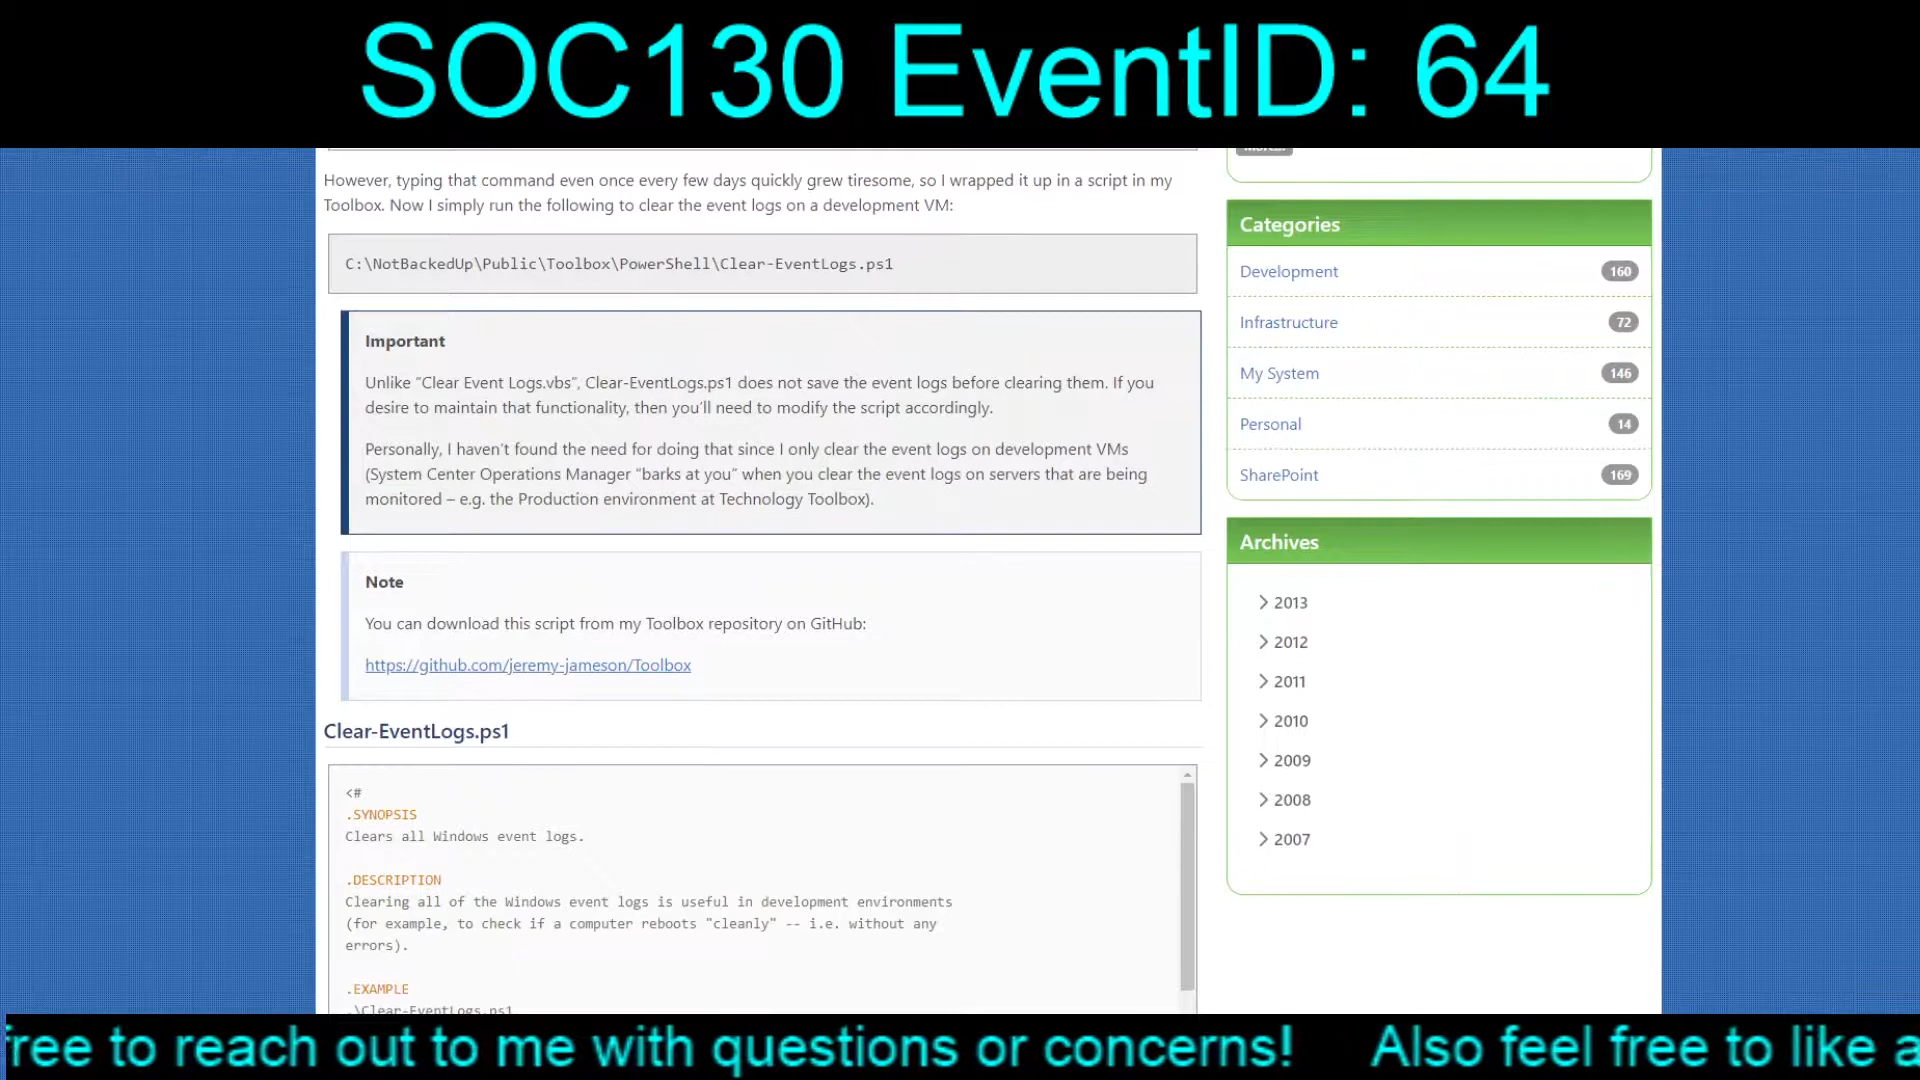 SOC130 EventID: 64
However, typing that command even once every few days quickly grew tiresome, so I wrapped it up in a script in my
Toolbox. Now I simply run the following to clear the event logs on a development VM:
C:\NotBackedUp\Public\Toolbox\PowerShell\Clear-EventLogs.ps1
Important
Unlike “Clear Event Logs.vbs”, Clear-EventLogs.ps1 does not save the event logs before clearing them. If you
desire to maintain that functionality, then you’ll need to modify the script accordingly.
Personally, I haven’t found the need for doing that since I only clear the event logs on development VMs
(System Center Operations Manager “barks at you” when you clear the event logs on servers that are being
monitored – e.g. the Production environment at Technology Toolbox).
Note
You can download this script from my Toolbox repository on GitHub:
https://github.com/jeremy-jameson/Toolbox
Clear-EventLogs.ps1
<#
.SYNOPSIS
Clears all Windows event logs.
.DESCRIPTION
Clearing all of the Windows event logs is useful in development environments
(for example, to check if a computer reboots "cleanly" -- i.e. without any
errors).
.EXAMPLE
.\Clear-EventLogs.ps1
Categories
Development 160
Infrastructure 72
My System 146
Personal 14
SharePoint 169
Archives
2013
2012
2011
2010
2009
2008
2007
free to reach out to me with questions or concerns! Also feel free to like a